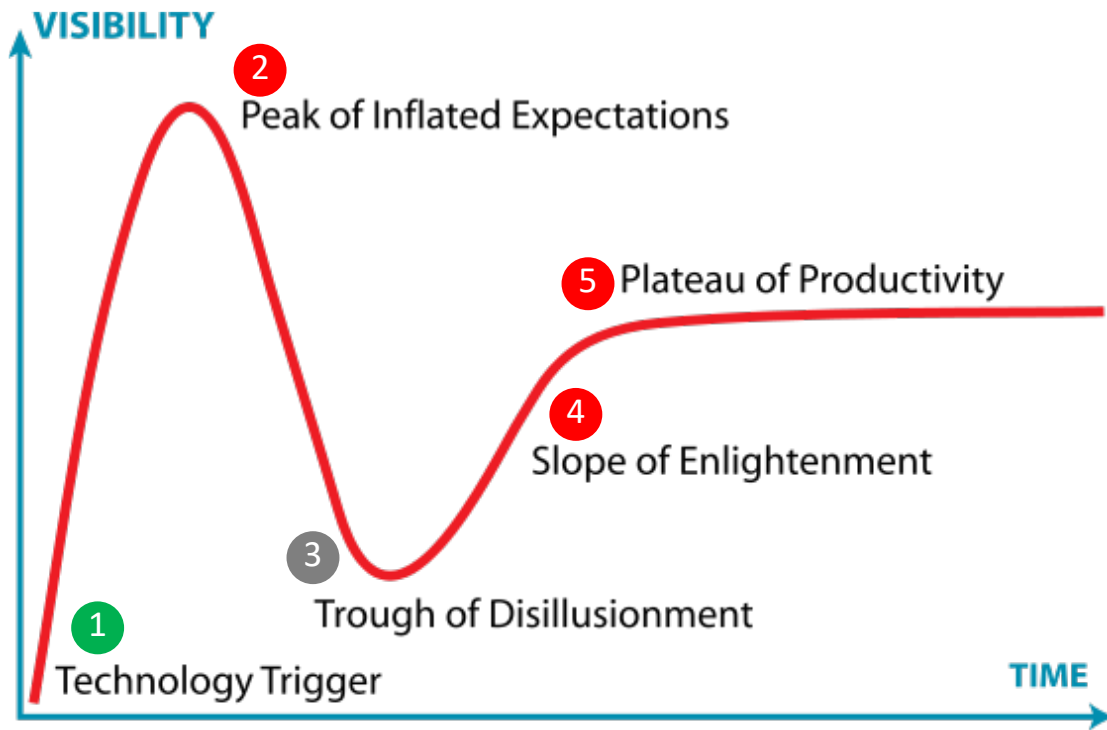 VISIBILITY
2
Peak of Inflated Expectations
5 Plateau of Productivity
4
Slope of Enlightenment
3
Trough of Disillusionment
1
Technology Trigger
TIME